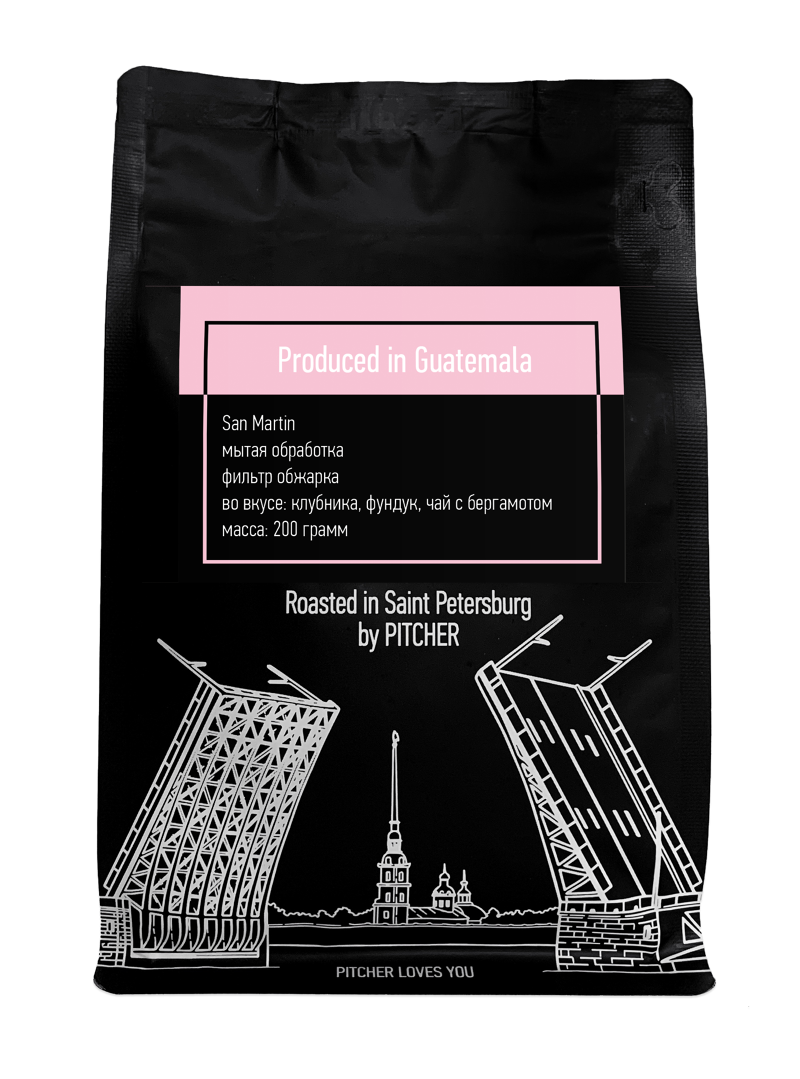 Produced in Guatemala
San Martin
мытая обработка
фильтр обжарка
во вкусе: клубника, фундук, чай с бергамотом
масса: 200 грамм
Roasted in Saint Petersburg
by PITCHER
PITCHER LOVES YOU